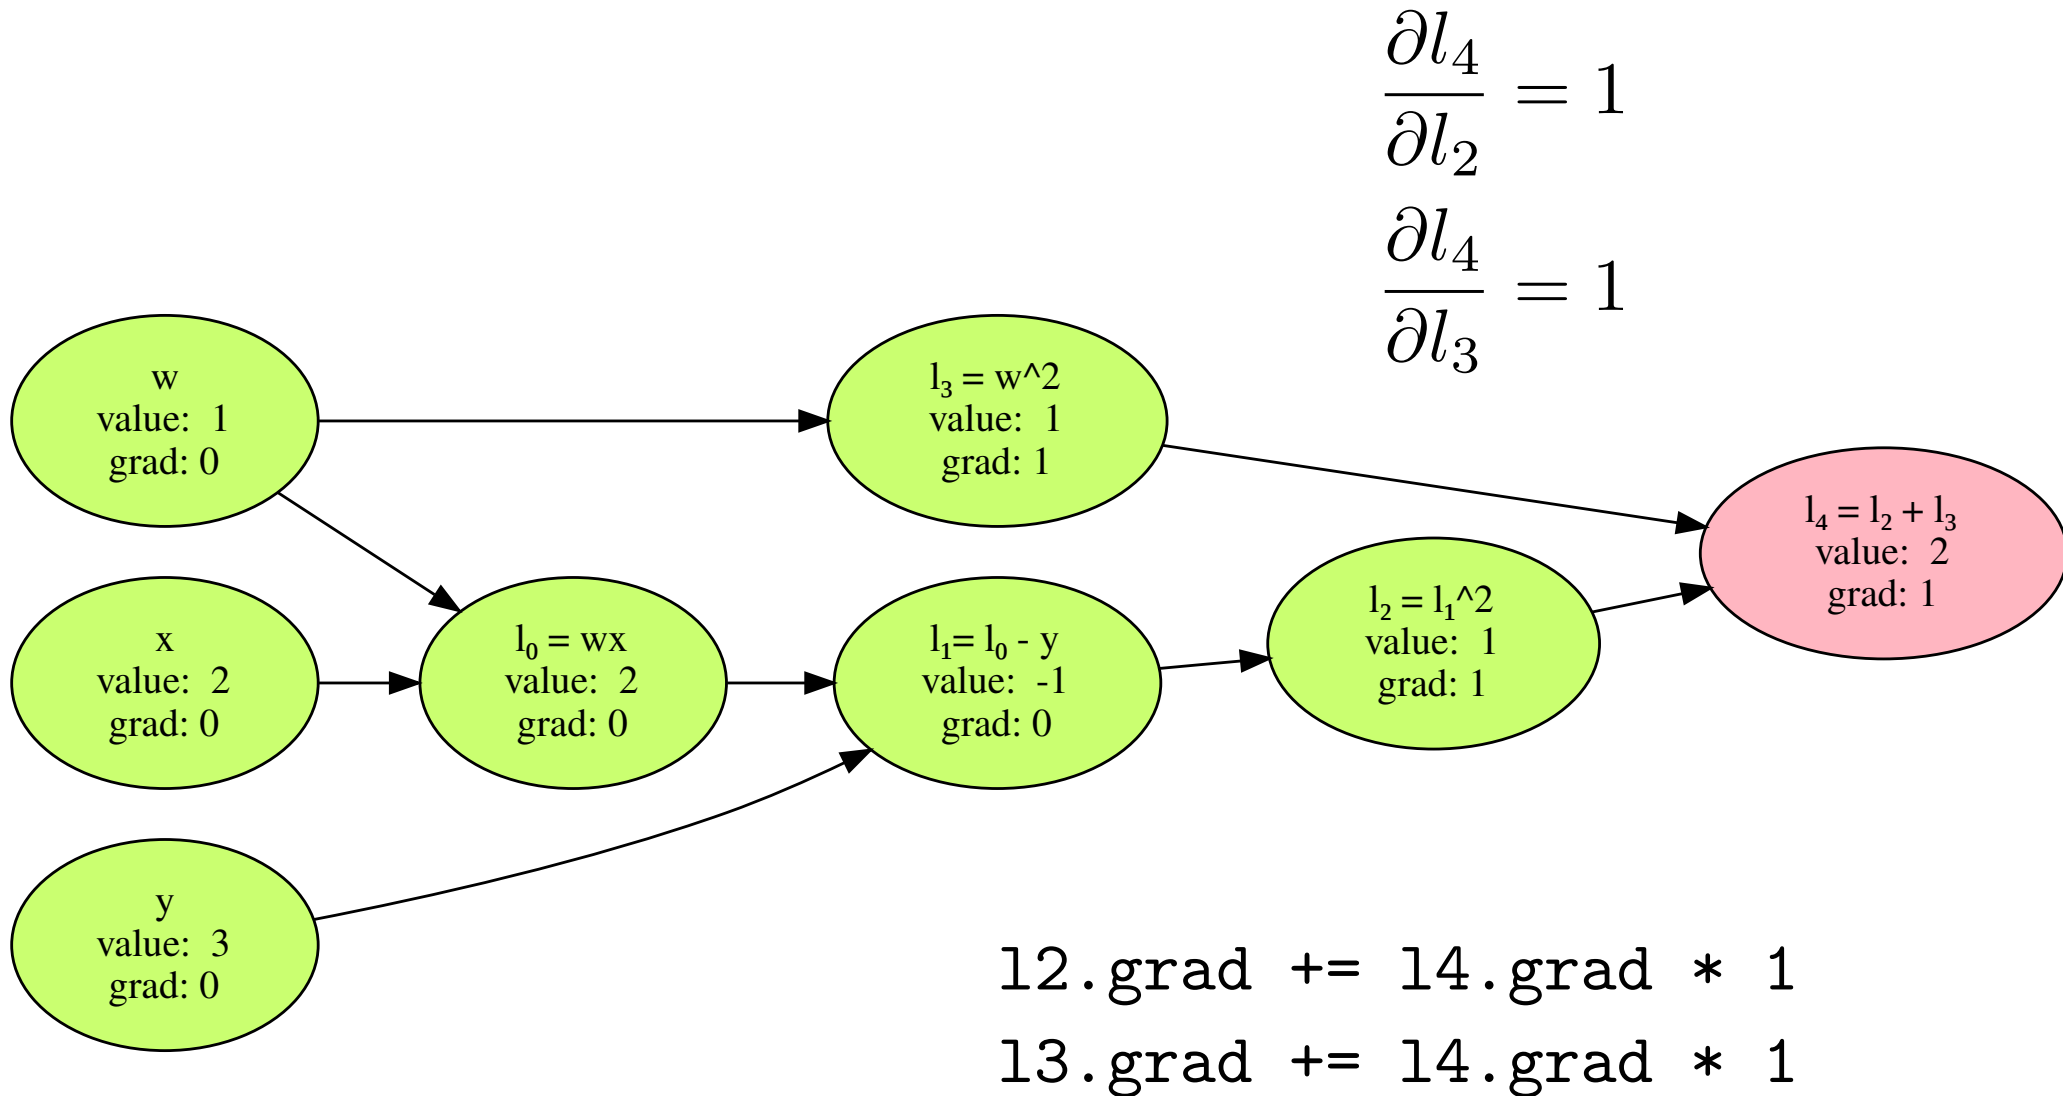 ∂l₄/∂l₂ = 1
∂l₄/∂l₃ = 1
w
value: 1
grad: 0
l₃ = w^2
value: 1
grad: 1
l₄ = l₂ + l₃
value: 2
grad: 1
x
value: 2
grad: 0
l₀ = wx
value: 2
grad: 0
l₁= l₀ - y
value: -1
grad: 0
l₂ = l₁^2
value: 1
grad: 1
y
value: 3
grad: 0
l2.grad += l4.grad * 1
l3.grad += l4.grad * 1